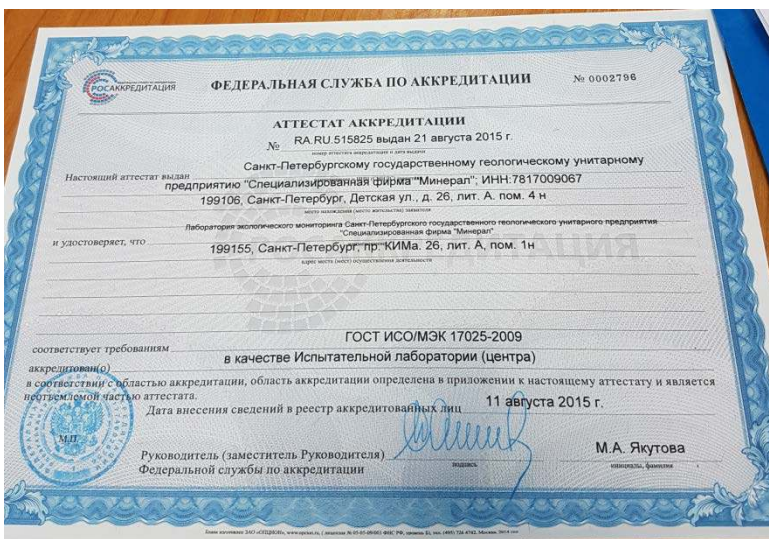 РОСАККРЕДИТАЦИЯ
ФЕДЕРАЛЬНАЯ СЛУЖБА ПО АККРЕДИТАЦИИ № 0002796
АТТЕСТАТ АККРЕДИТАЦИИ
№ RA.RU.515825 выдан 21 августа 2015 г.
номер аттестата аккредитации и дата выдачи
Настоящий аттестат выдан Санкт-Петербургскому государственному геологическому унитарному
предприятию "Специализированная фирма "Минерал"; ИНН:7817009067
199106, Санкт-Петербург, Детская ул., д. 26, лит. А. пом. 4 н
место нахождения (место жительства) заявителя
Лаборатория экологического мониторинга Санкт-Петербургского государственного геологического унитарного предприятия
"Специализированная фирма "Минерал"
и удостоверяет, что
199155, Санкт-Петербург, пр. КИМа. 26, лит. А, пом. 1н
адрес места (мест) осуществления деятельности
соответствует требованиям ГОСТ ИСО/МЭК 17025-2009
аккредитован(о) в качестве Испытательной лаборатории (центра)
в соответствии с областью аккредитации, область аккредитации определена в приложении к настоящему аттестату и является
неотъемлемой частью аттестата.
Дата внесения сведений в реестр аккредитованных лиц 11 августа 2015 г.
М.П.
Руководитель (заместитель Руководителя)
Федеральной службы по аккредитации
подпись
М.А. Якутова
инициалы, фамилия